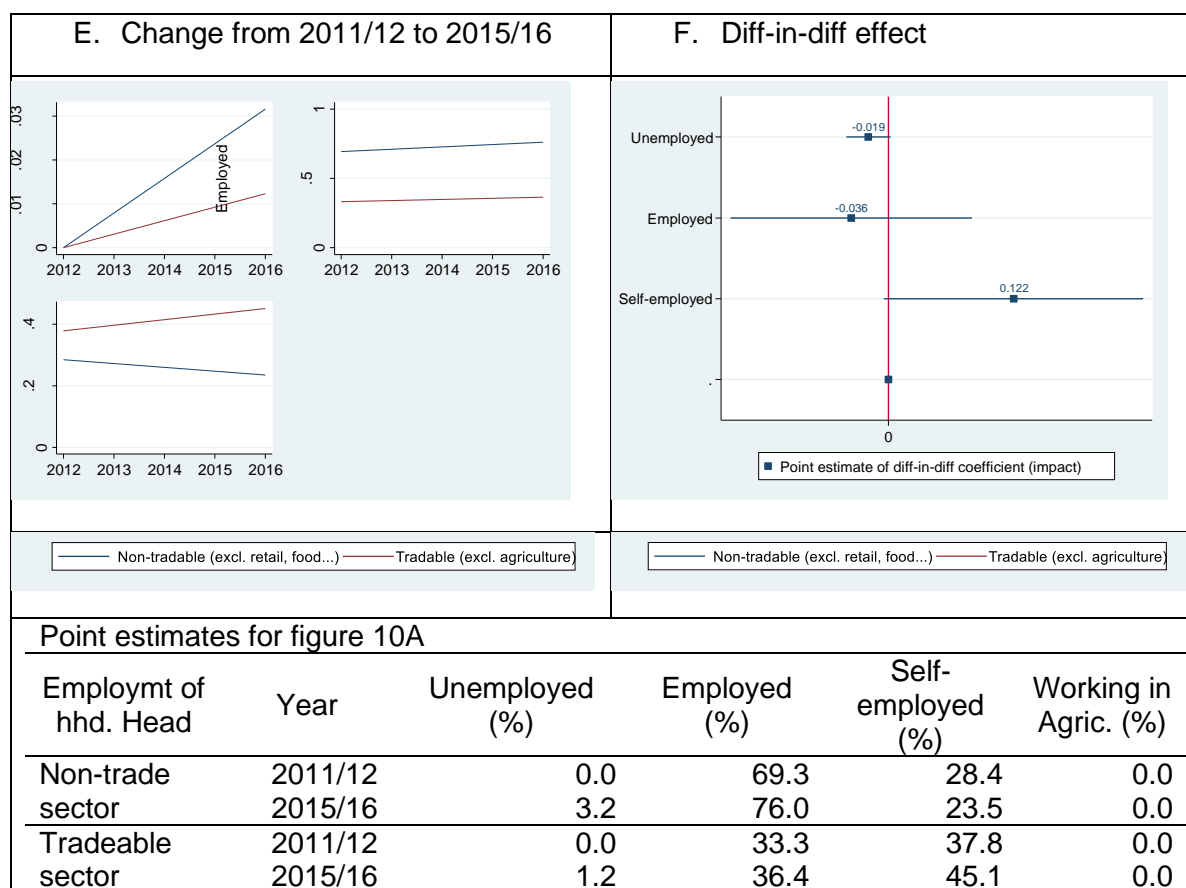 E. Change from 2011/12 to 2015/16
F. Diff-in-diff effect
.03
.02
.01
0
2012 2013 2014 2015 2016
Employed
1
.5
0
2012 2013 2014 2015 2016
.4
.2
0
2012 2013 2014 2015 2016
Unemployed
-0.019
Employed
-0.036
Self-employed
0.122
.
0
Point estimate of diff-in-diff coefficient (impact)
Non-tradable (excl. retail, food...) Tradable (excl. agriculture)
Non-tradable (excl. retail, food...) Tradable (excl. agriculture)
Point estimates for figure 10A
Employmt of hhd. Head Year Unemployed (%) Employed (%) Self-employed (%) Working in Agric. (%)
Non-trade 2011/12 0.0 69.3 28.4 0.0
sector 2015/16 3.2 76.0 23.5 0.0
Tradeable 2011/12 0.0 33.3 37.8 0.0
sector 2015/16 1.2 36.4 45.1 0.0